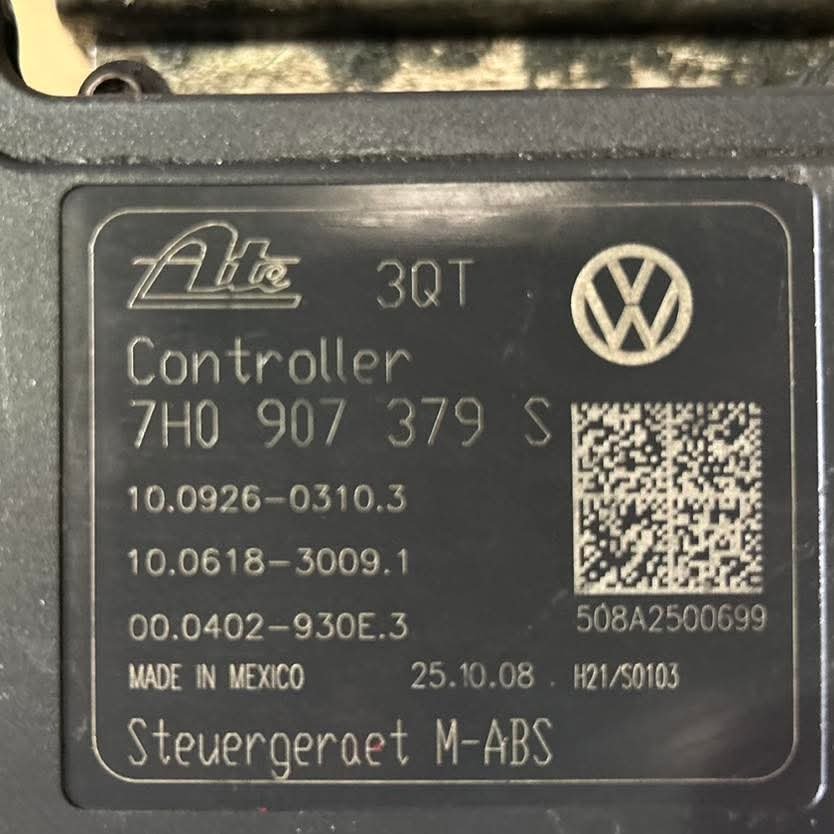 Ate 3QT
Controller
7H0 907 379 S
10.0926-0310.3
10.0618-3009.1
00.0402-930E.3
508A2500699
MADE IN MEXICO 25.10.08 H21/S0103
Steuergeraet M-ABS